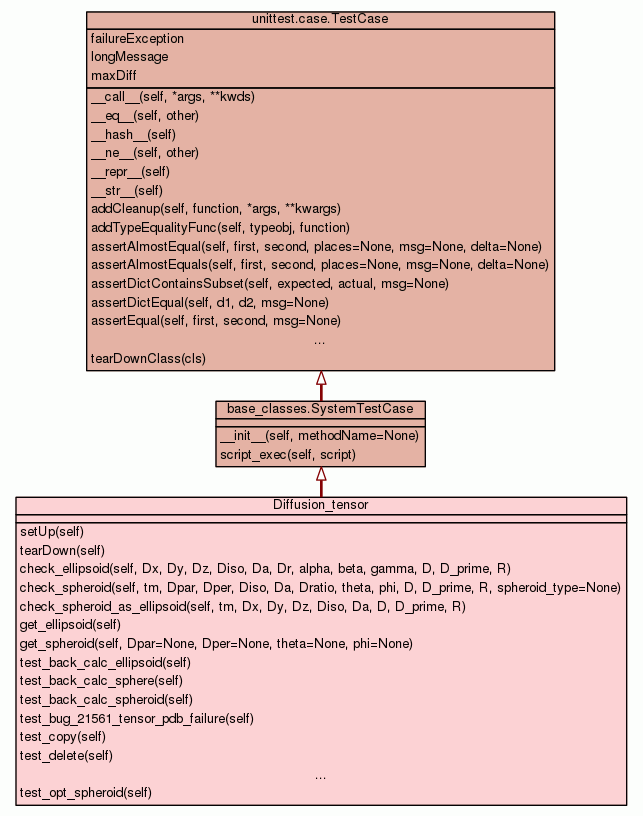 unittest.case.TestCase
failureException
longMessage
maxDiff
__call__(self, *args, **kwds)
__eq__(self, other)
__hash__(self)
__ne__(self, other)
__repr__(self)
__str__(self)
addCleanup(self, function, *args, **kwargs)
addTypeEqualityFunc(self, typeobj, function)
assertAlmostEqual(self, first, second, places=None, msg=None, delta=None)
assertAlmostEquals(self, first, second, places=None, msg=None, delta=None)
assertDictContainsSubset(self, expected, actual, msg=None)
assertDictEqual(self, d1, d2, msg=None)
assertEqual(self, first, second, msg=None)
...
tearDownClass(cls)
base_classes.SystemTestCase
__init__(self, methodName=None)
script_exec(self, script)
Diffusion_tensor
setUp(self)
tearDown(self)
check_ellipsoid(self, Dx, Dy, Dz, Diso, Da, Dr, alpha, beta, gamma, D, D_prime, R)
check_spheroid(self, tm, Dpar, Dper, Diso, Da, Dratio, theta, phi, D, D_prime, R, spheroid_type=None)
check_spheroid_as_ellipsoid(self, tm, Dx, Dy, Dz, Diso, Da, D, D_prime, R)
get_ellipsoid(self)
get_spheroid(self, Dpar=None, Dper=None, theta=None, phi=None)
test_back_calc_ellipsoid(self)
test_back_calc_sphere(self)
test_back_calc_spheroid(self)
test_bug_21561_tensor_pdb_failure(self)
test_copy(self)
test_delete(self)
...
test_opt_spheroid(self)